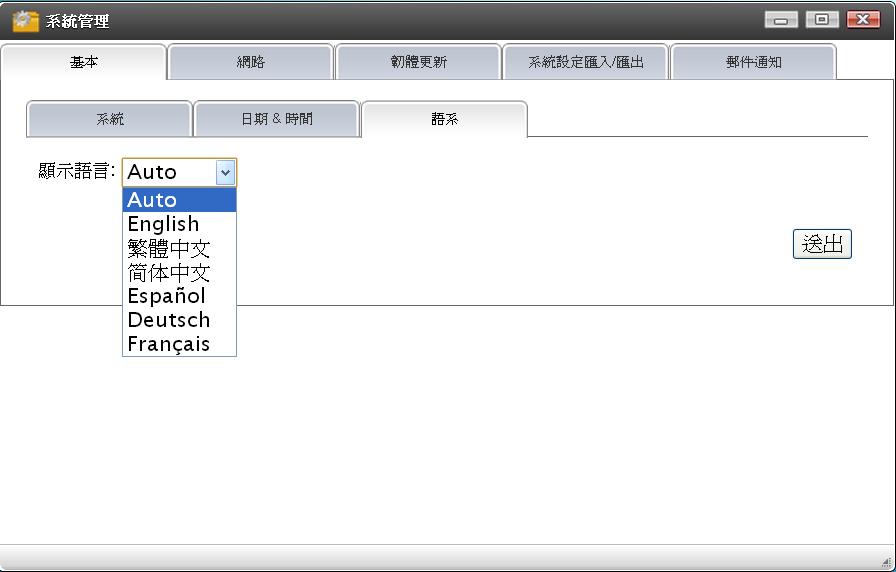 系統管理
基本 網路 韌體更新 系統設定匯入/匯出 郵件通知
系統 日期 & 時間 語系
顯示語言: Auto
Auto
English
繁體中文
简体中文
Español
Deutsch
Français
送出